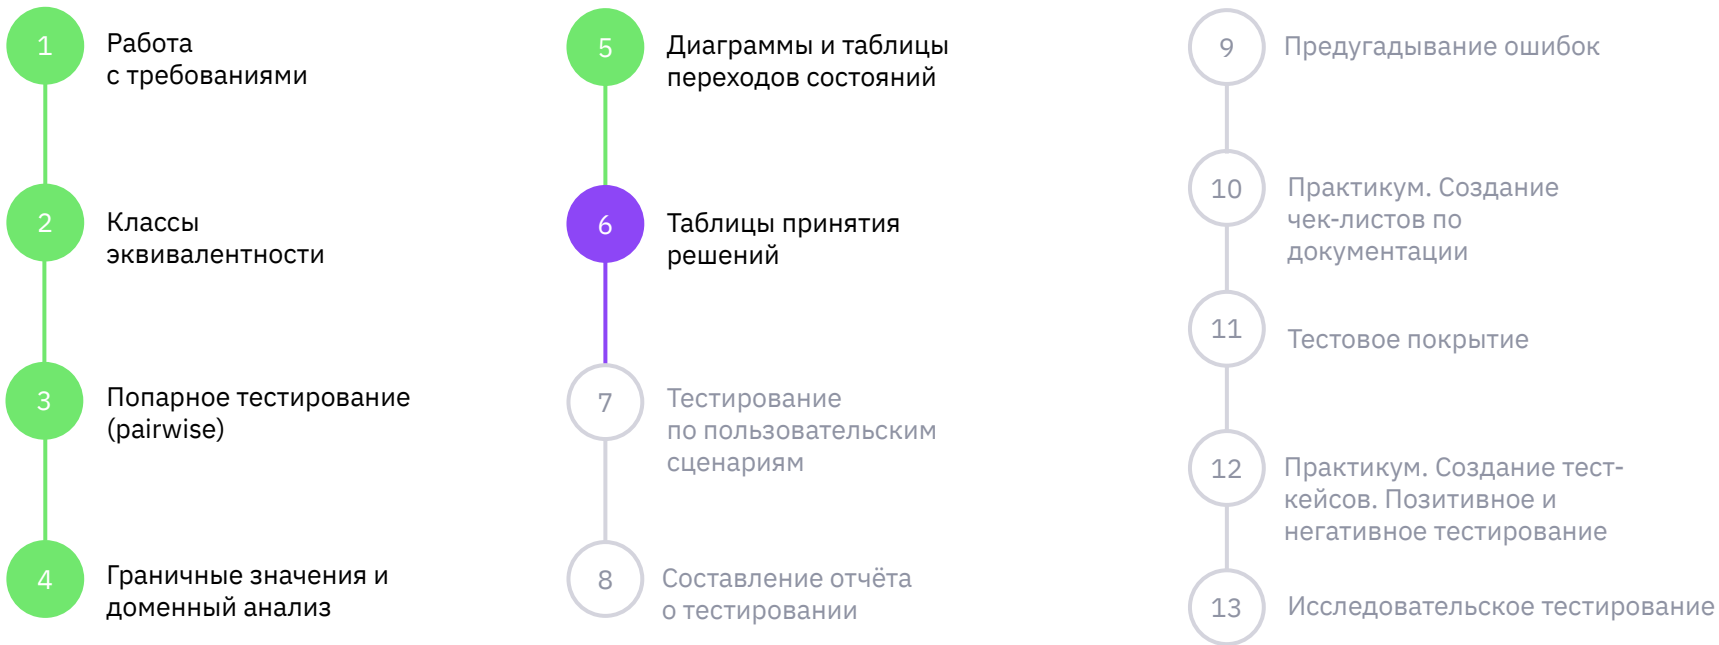 1
Работа
с требованиями
2
Классы
эквивалентности
3
Попарное тестирование
(pairwise)
4
Граничные значения и
доменный анализ
5
Диаграммы и таблицы
переходов состояний
6
Таблицы принятия
решений
7
Тестирование
по пользовательским
сценариям
8
Составление отчёта
о тестировании
9
Предугадывание ошибок
10
Практикум. Создание
чек-листов по
документации
11
Тестовое покрытие
12
Практикум. Создание тест-
кейсов. Позитивное и
негативное тестирование
13
Исследовательское тестирование